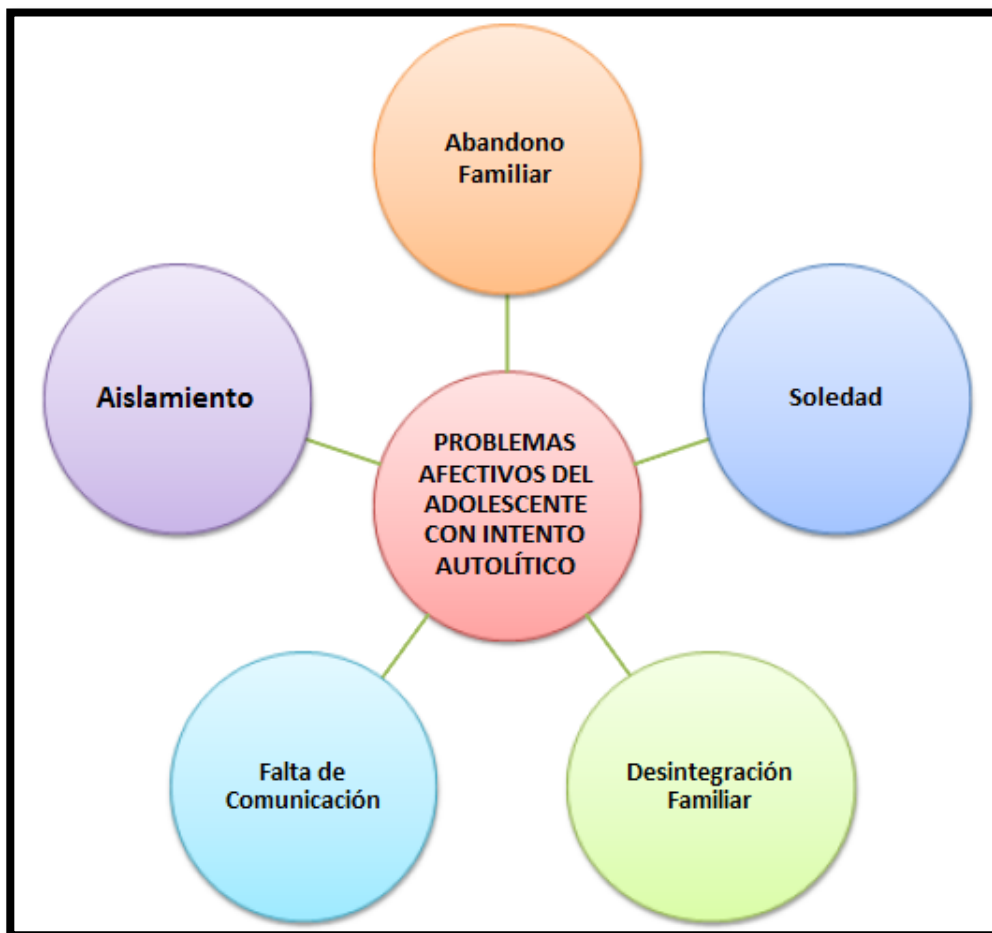 Abandono
Familiar
Aislamiento
Soledad
PROBLEMAS
AFECTIVOS DEL
ADOLESCENTE
CON INTENTO
AUTOLÍTICO
Falta de
Comunicación
Desintegración
Familiar